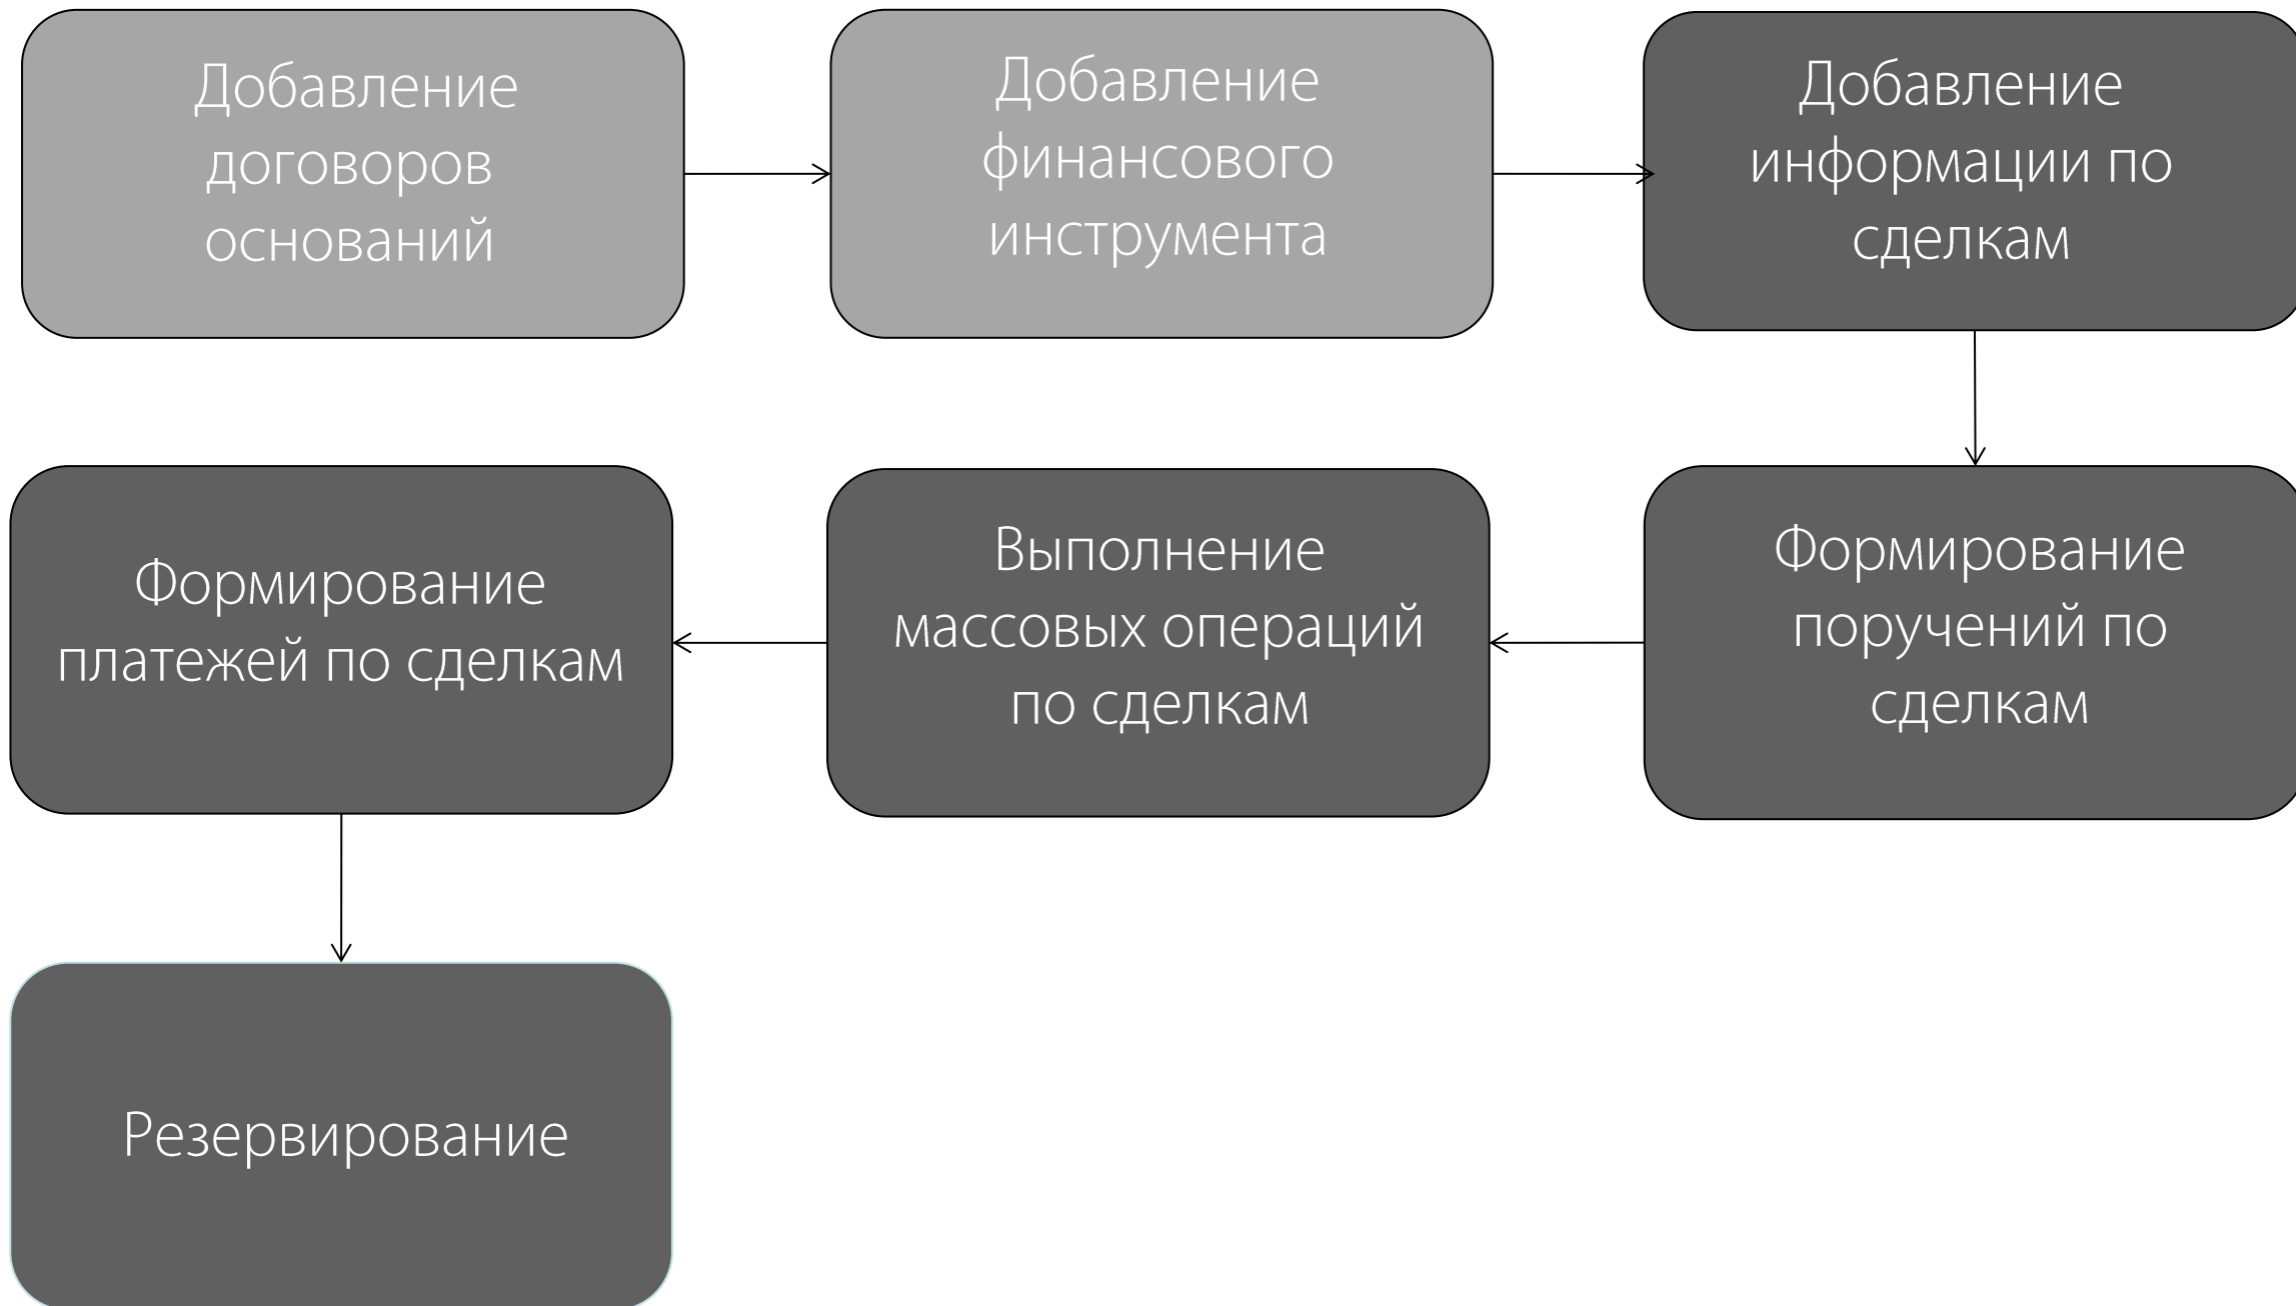 Добавление
договоров
оснований
Добавление
финансового
инструмента
Добавление
информации по
сделкам
Формирование
поручений по
сделкам
Выполнение
массовых операций
по сделкам
Формирование
платежей по сделкам
Резервирование